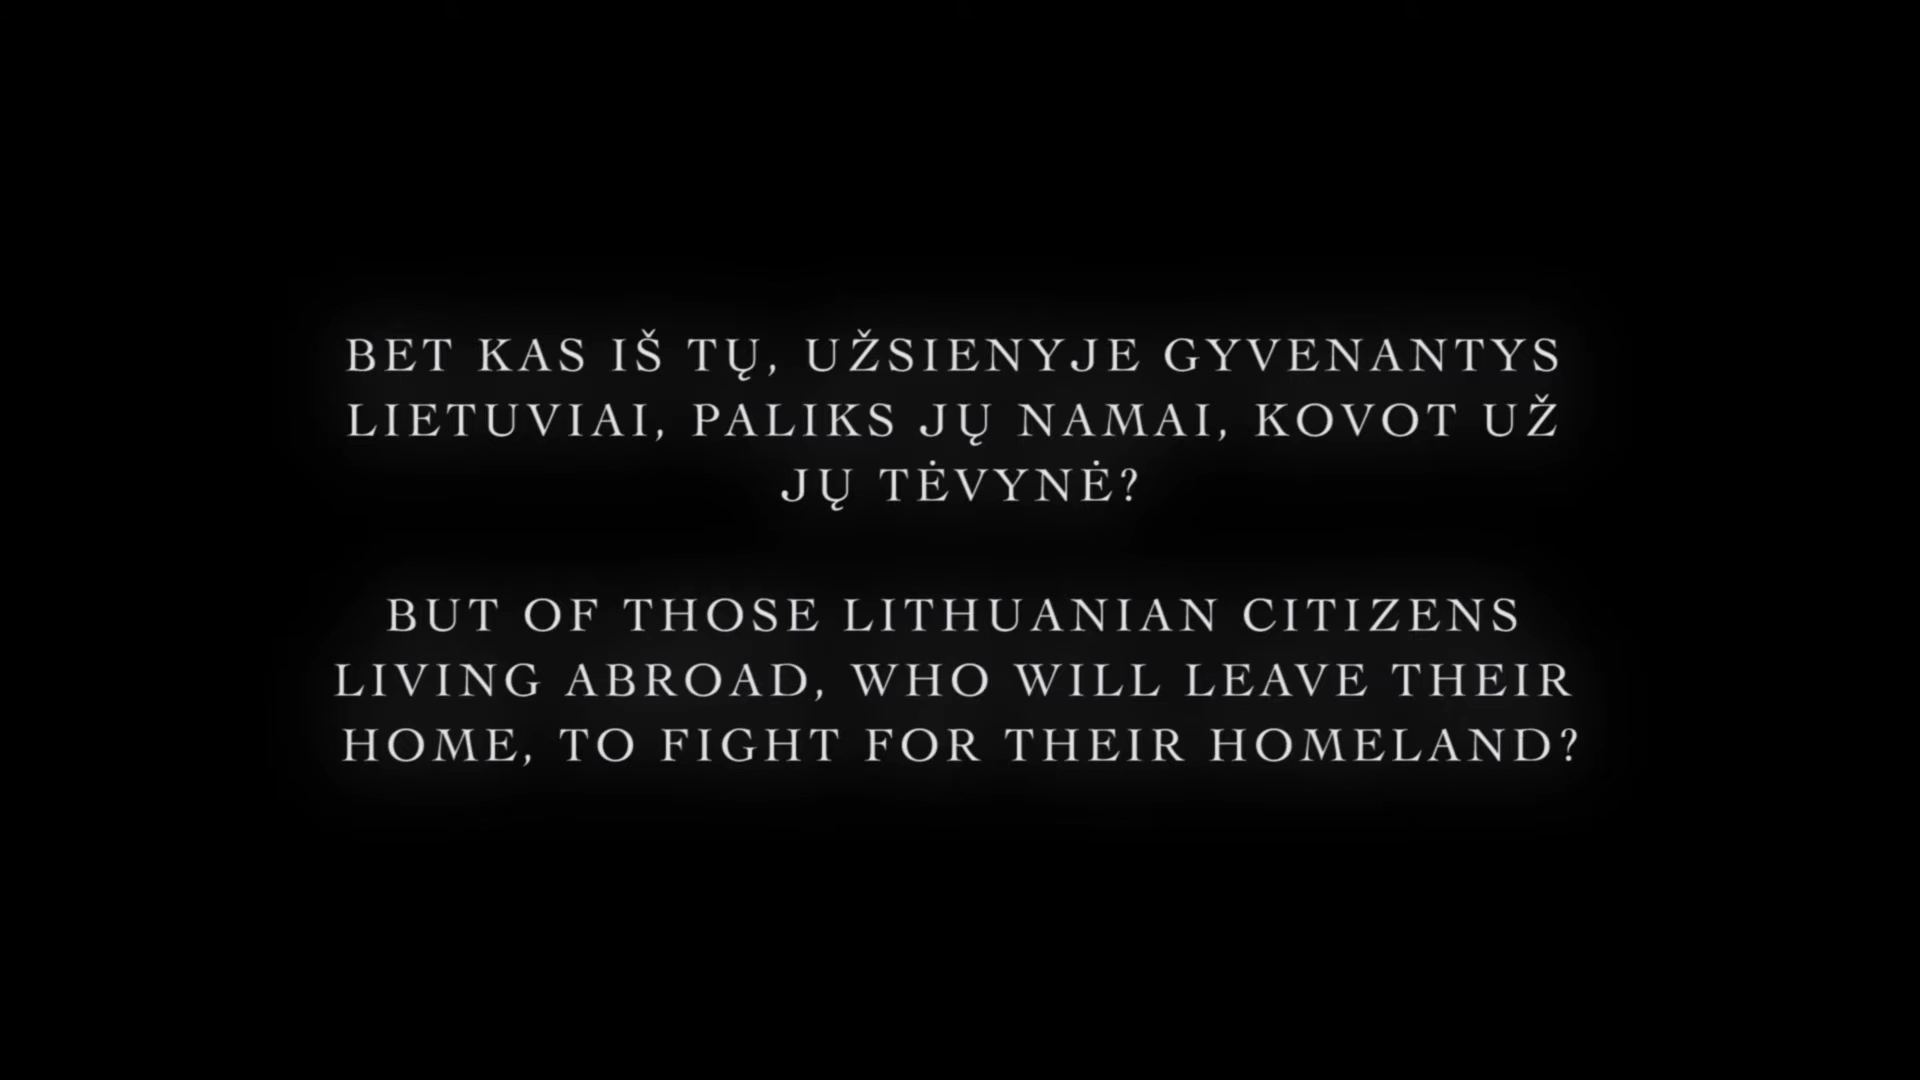 BET KAS IŠ TŲ, UŽSIENYJE GYVENANTYS
LIETUVIAI, PALIKS JŲ NAMAI, KOVOT UŽ
JŲ TĖVYNĖ?
BUT OF THOSE LITHUANIAN CITIZENS
LIVING ABROAD, WHO WILL LEAVE THEIR
HOME, TO FIGHT FOR THEIR HOMELAND?